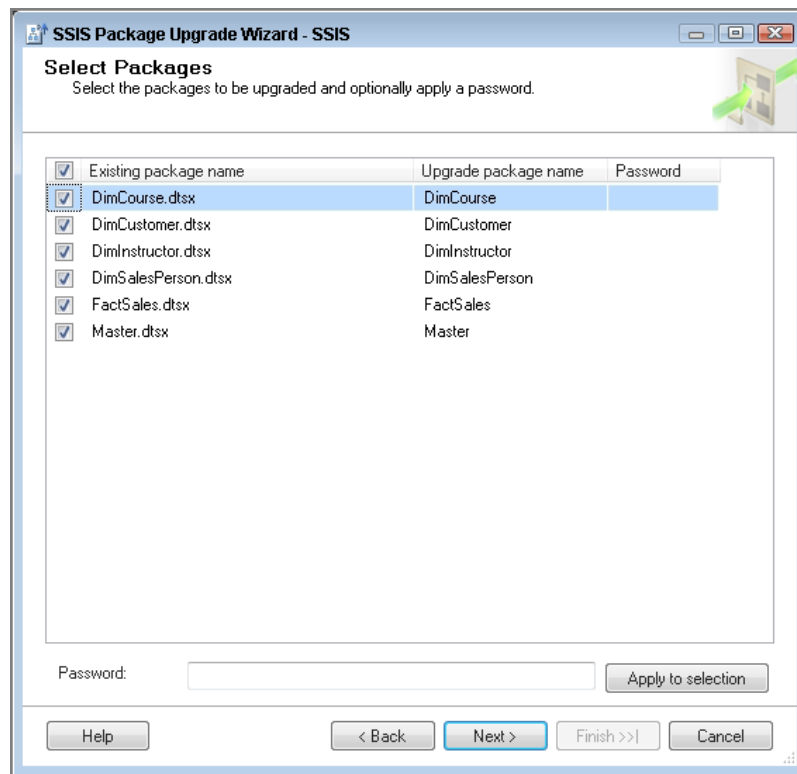 SSIS Package Upgrade Wizard - SSIS
Select Packages
Select the packages to be upgraded and optionally apply a password.
Existing package name Upgrade package name Password
DimCourse.dtsx DimCourse
DimCustomer.dtsx DimCustomer
DimInstructor.dtsx DimInstructor
DimSalesPerson.dtsx DimSalesPerson
FactSales.dtsx FactSales
Master.dtsx Master
Password:
Apply to selection
Help < Back Next > Finish >>| Cancel